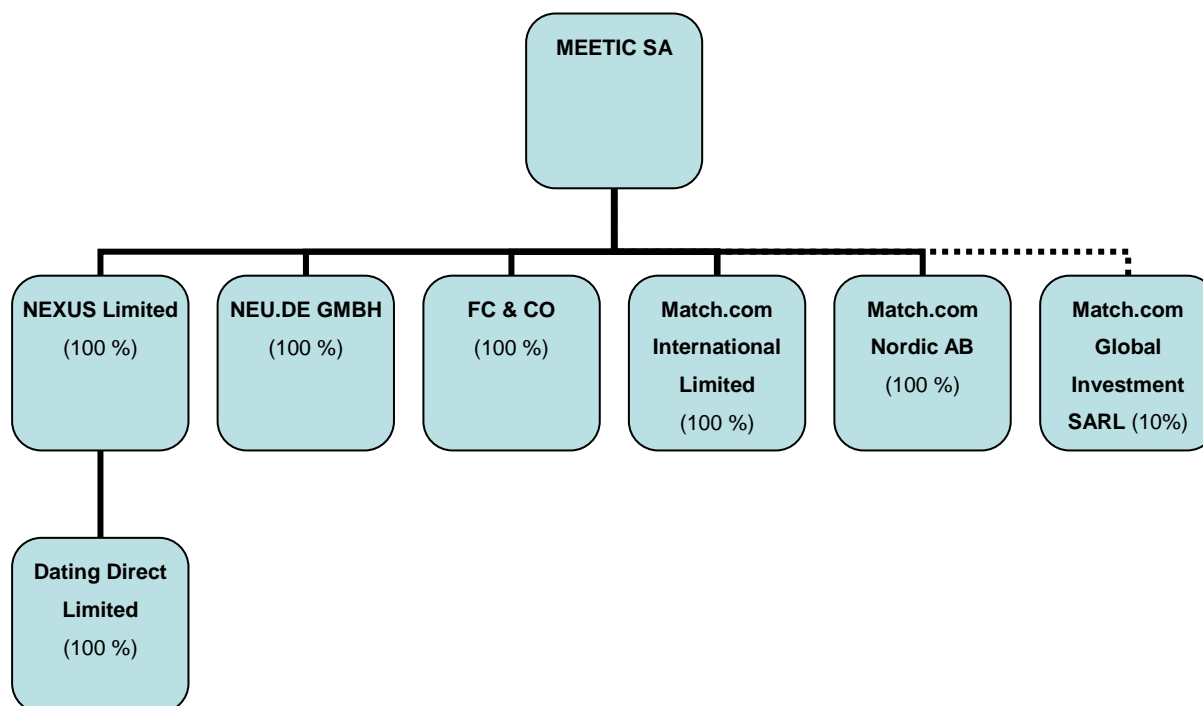 MEETIC SA
NEXUS Limited
(100 %)
NEU.DE GMBH
(100 %)
FC & CO
(100 %)
Match.com
International
Limited
(100 %)
Match.com
Nordic AB
(100 %)
Match.com
Global
Investment
SARL (10%)
Dating Direct
Limited
(100 %)